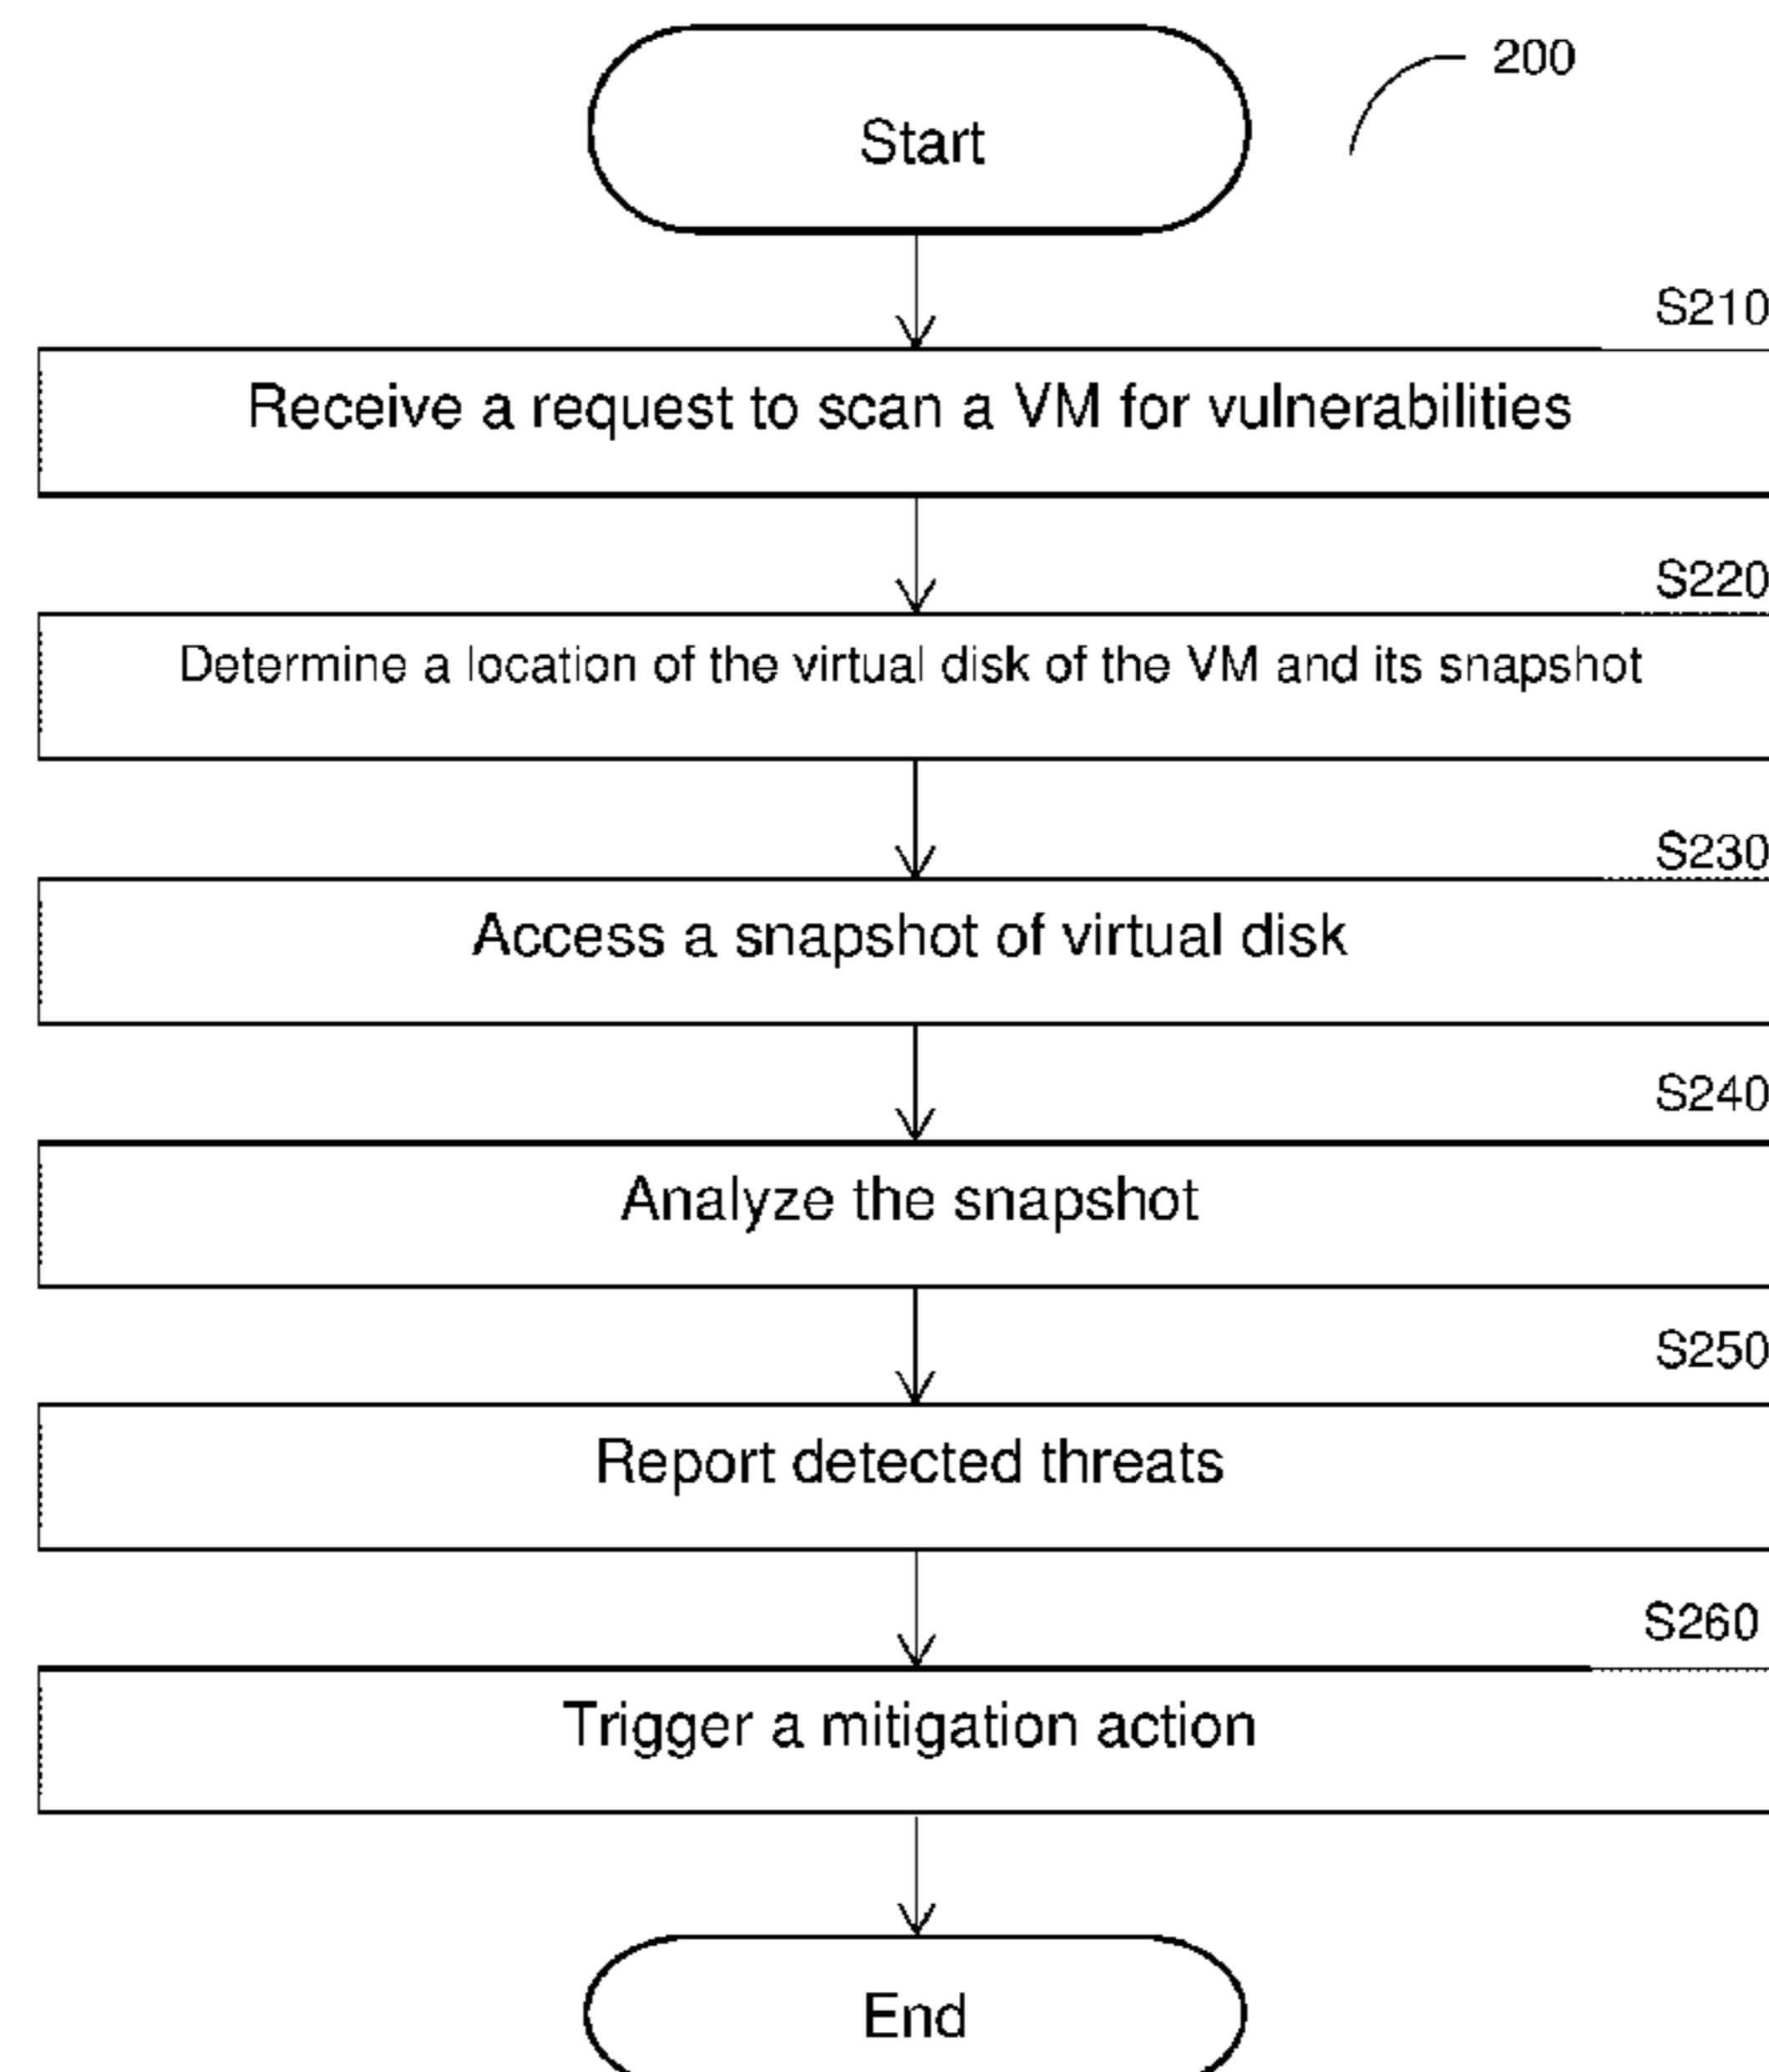 Start
200
S210
Receive a request to scan a VM for vulnerabilities
S220
Determine a location of the virtual disk of the VM and its snapshot
S230
Access a snapshot of virtual disk
S240
Analyze the snapshot
S250
Report detected threats
S260
Trigger a mitigation action
End